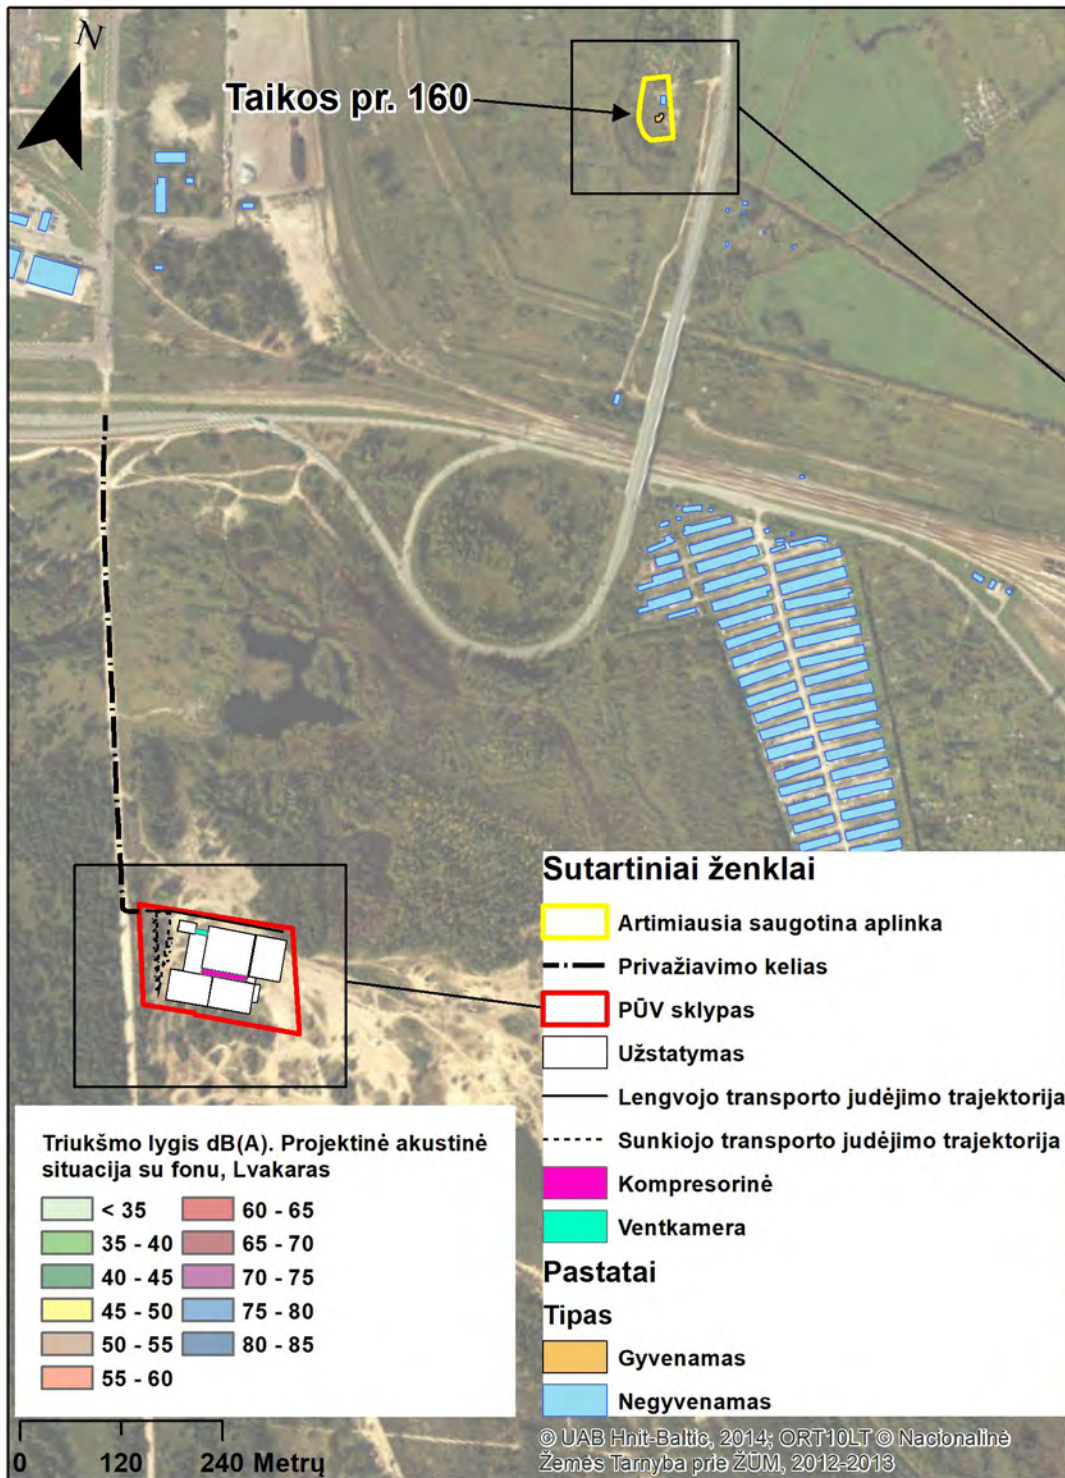 N
Taikos pr. 160
Sutartiniai ženklai
Artimiausia saugotina aplinka
Privažiavimo kelias
PŪV sklypas
Užstatymas
Lengvojo transporto judėjimo trajektorija
Sunkiojo transporto judėjimo trajektorija
Kompresorinė
Ventkamera
Pastatai
Tipas
Gyvenamas
Negyvenamas
Triukšmo lygis dB(A). Projektinė akustinė
situacija su fonu, Lvakaras
< 35
35 - 40
40 - 45
45 - 50
50 - 55
55 - 60
60 - 65
65 - 70
70 - 75
75 - 80
80 - 85
0 120 240 Metrų
© UAB Hnit-Baltic, 2014; ORT10LT © Nacionalinė
Žemės Tarnyba prie ŽŪM, 2012-2013